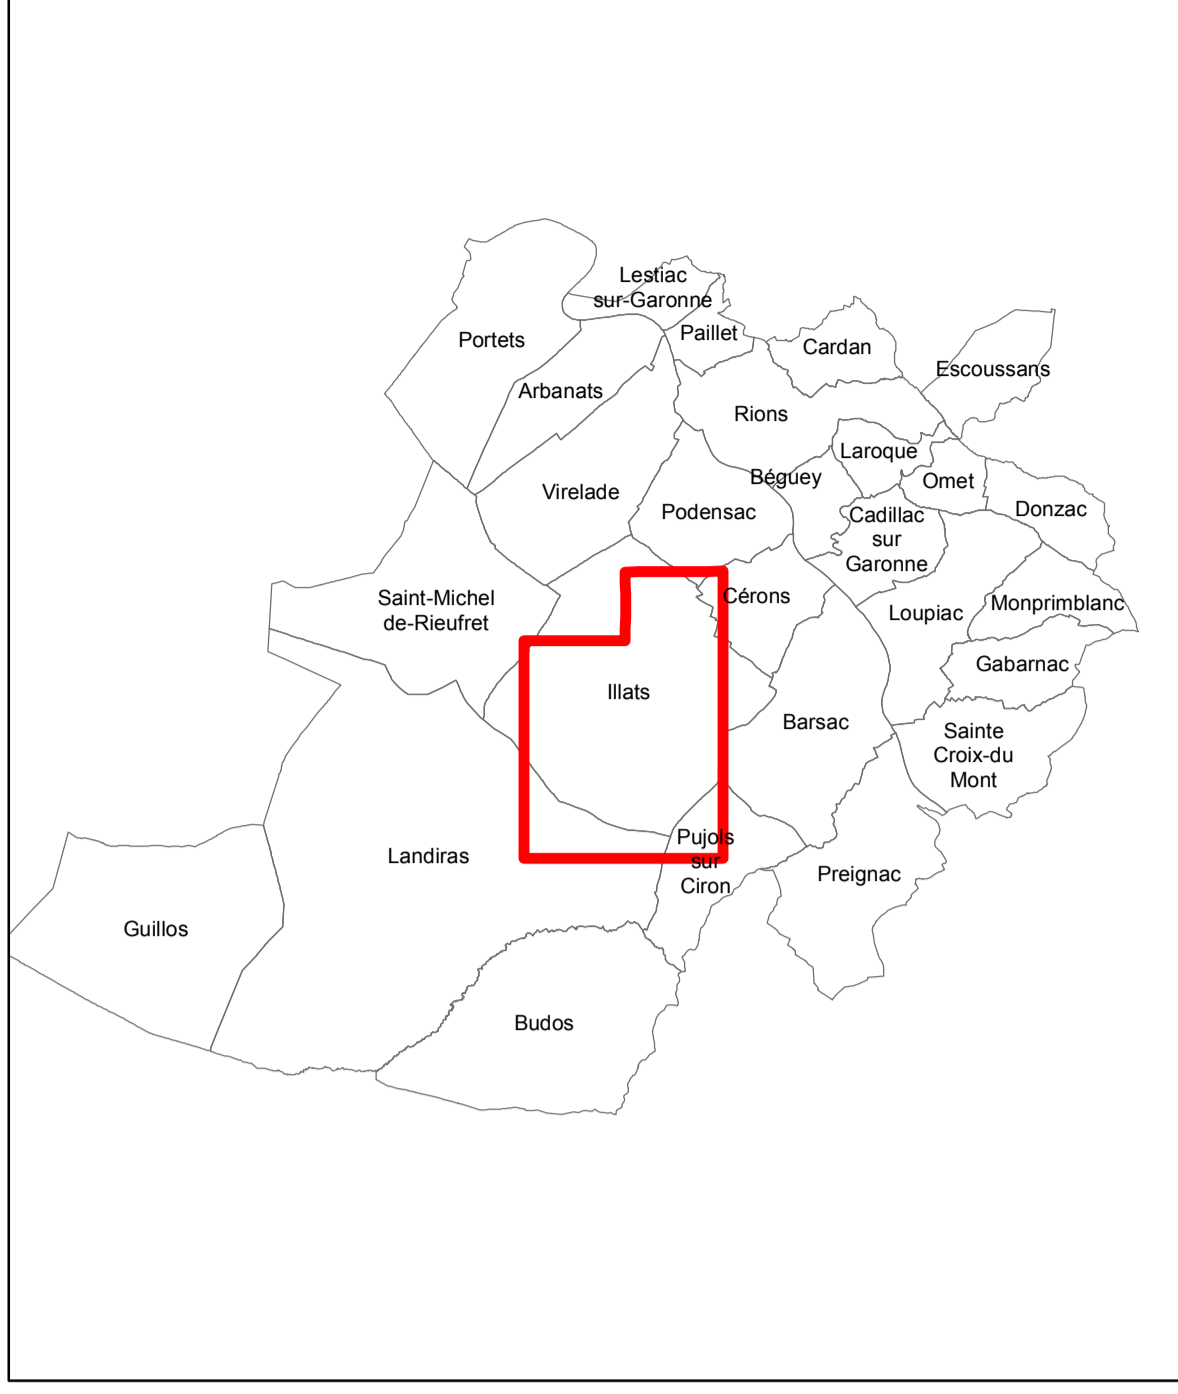 Lestiac
sur-Garonne
Portets
Paillet
Cardan
Escoussans
Arbanats
Rions
Laroque
Béguey
Omet
Virelade
Podensac
Donzac
Cadillac
sur
Garonne
Saint-Michel
de-Rieufret
Cérons
Loupiac
Monprimblanc
Gabarnac
Illats
Barsac
Sainte
Croix-du
Mont
Pujols
sur
Ciron
Landiras
Preignac
Guillos
Budos